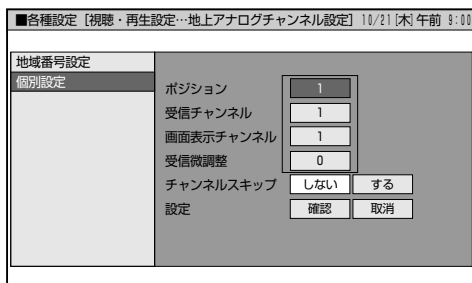 ■各種設定［視聴・再生設定…地上アナログチャンネル設定］ 10/21[木]午前 9:00
地域番号設定
個別設定
ポジション 1
受信チャンネル 1
画面表示チャンネル 1
受信微調整 0
チャンネルスキップ しない する
設定 確認 取消